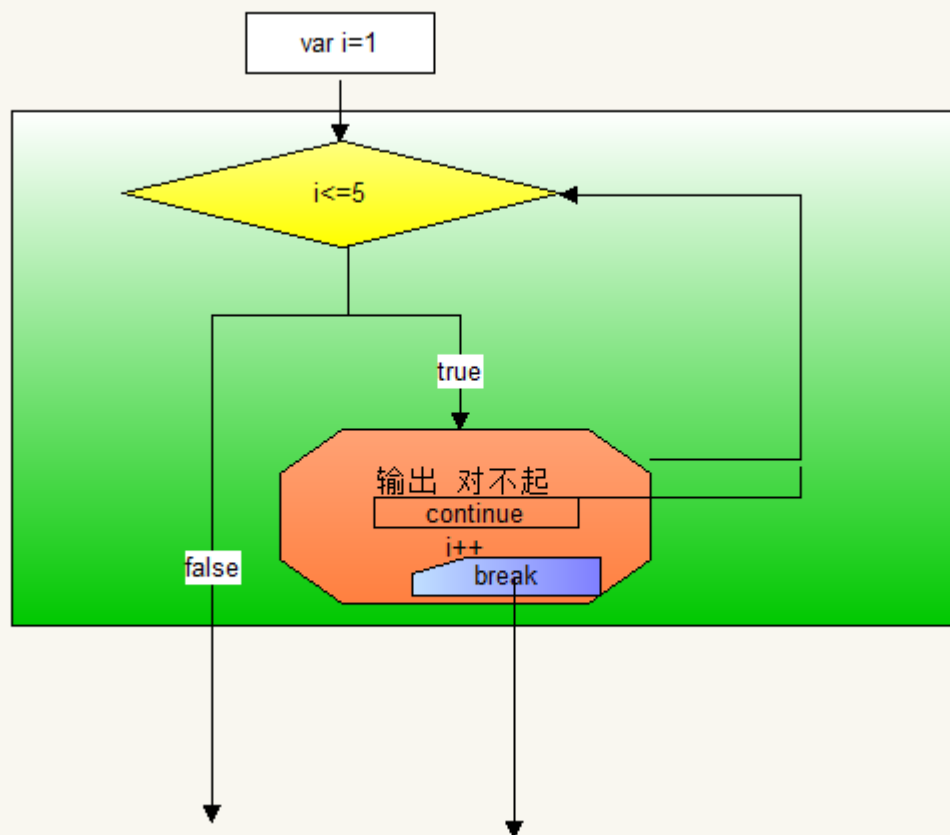 var i=1
i<=5
true
输出 对不起
continue
i++
false
break